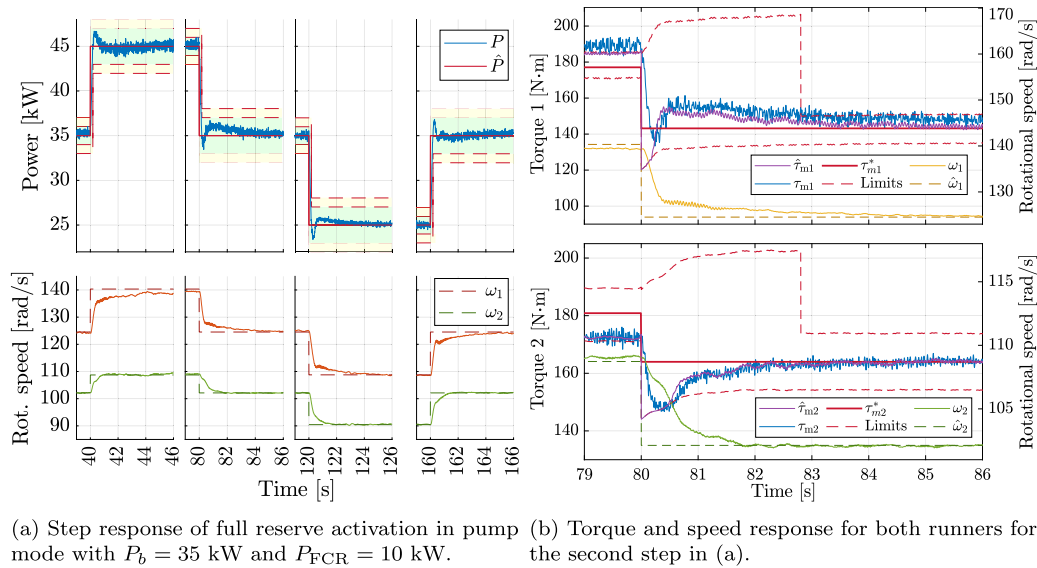 45
35
25
Power [kW]
P
P̂
140
130
120
110
100
90
Rot. speed [rad/s]
ω₁
ω₂
40 42 44 46 80 82 84 86 120 122 124 126 160 162 164 166
Time [s]
210
200
180
160
140
120
100
90
Torque 1 [N·m]
170
160
150
140
130
Rotational speed [rad/s]
τ̂m1 τ*m1 ω₁
τm1 Limits ω̂₁
200
180
160
140
130
Torque 2 [N·m]
115
110
105
Rotational speed [rad/s]
τ̂m2 τ*m2 ω₂
τm2 Limits ω̂₂
79 80 81 82 83 84 85 86
Time [s]
(a) Step response of full reserve activation in pump
mode with P_b = 35 kW and P_FCR = 10 kW.
(b) Torque and speed response for both runners for
the second step in (a).